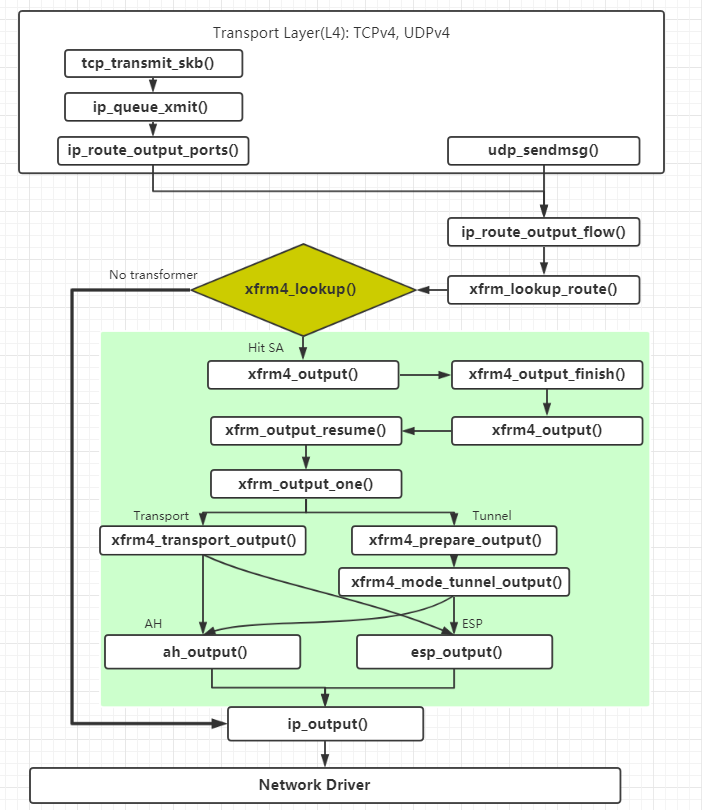 Transport Layer(L4): TCPv4, UDPv4
tcp_transmit_skb()
ip_queue_xmit()
ip_route_output_ports()
udp_sendmsg()
ip_route_output_flow()
No transformer
xfrm4_lookup()
xfrm_lookup_route()
Hit SA
xfrm4_output()
xfrm4_output_finish()
xfrm_output_resume()
xfrm4_output()
xfrm_output_one()
Transport
Tunnel
xfrm4_transport_output()
xfrm4_prepare_output()
xfrm4_mode_tunnel_output()
AH
ESP
ah_output()
esp_output()
ip_output()
Network Driver